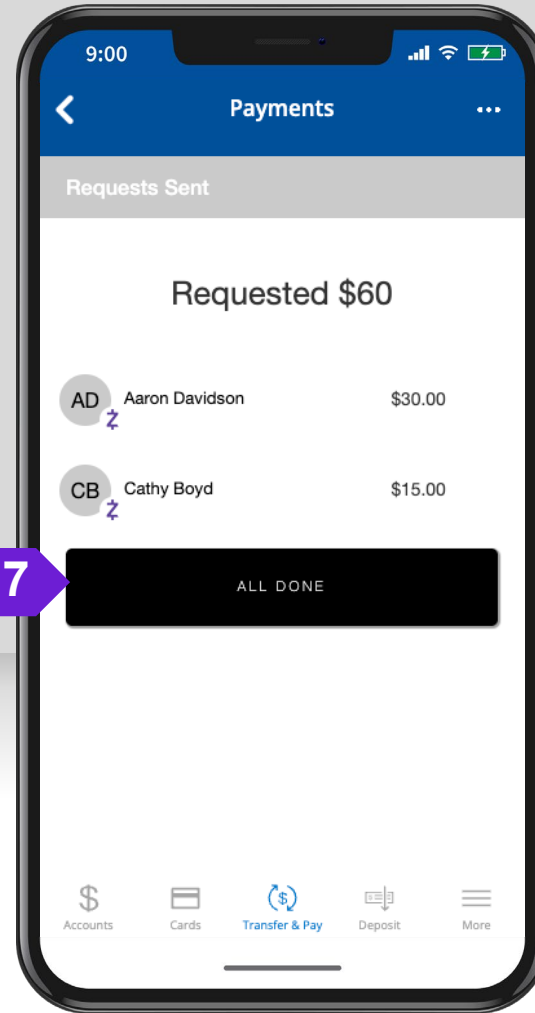 9:00
Payments
Requests Sent
Requested $60
AD Aaron Davidson $30.00
CB Cathy Boyd $15.00
7
ALL DONE
$
Accounts Cards Transfer & Pay Deposit More